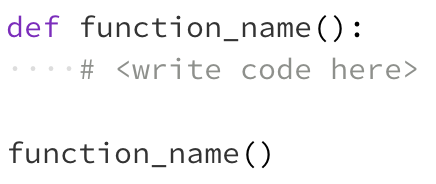 def function_name():
    # <write code here>

function_name()